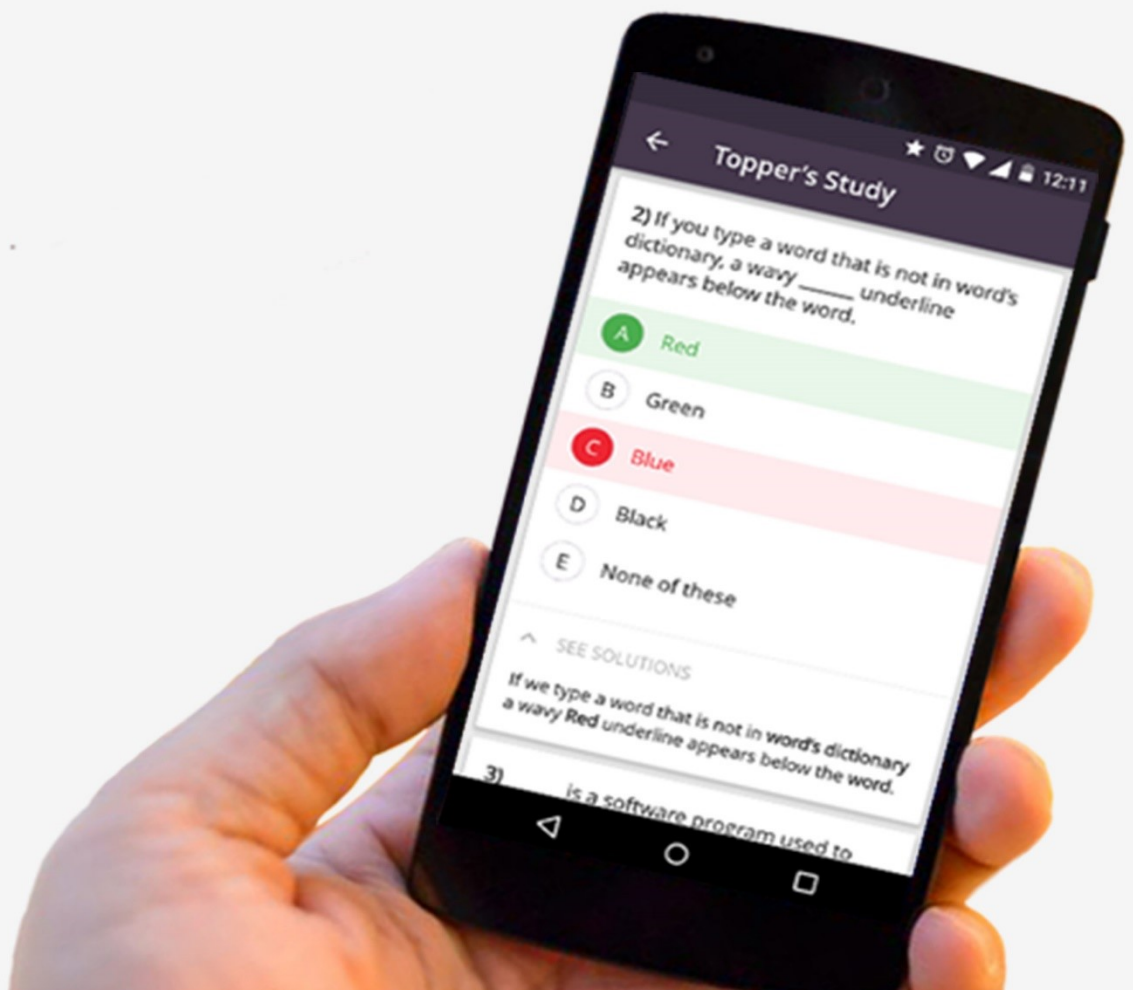 12:11
Topper's Study
2) If you type a word that is not in word's
dictionary, a wavy ______ underline
appears below the word.
A Red
B Green
C Blue
D Black
E None of these
SEE SOLUTIONS
If we type a word that is not in word's dictionary
a wavy Red underline appears below the word.
3) ______ is a software program used to